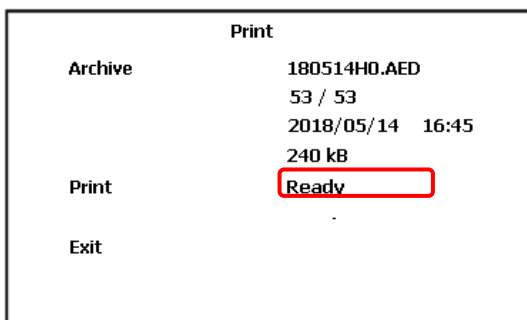 Print
Archive 180514H0.AED
53 / 53
2018/05/14 16:45
240 kB
Print Ready
Exit